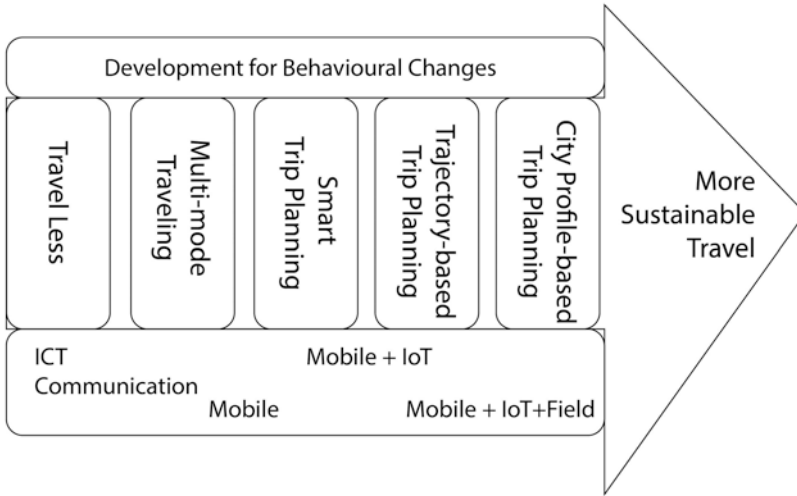 Development for Behavioural Changes
Travel Less
Multi-mode
Traveling
Smart
Trip Planning
Trajectory-based
Trip Planning
City Profile-based
Trip Planning
More
Sustainable
Travel
ICT
Communication
Mobile
Mobile + IoT
Mobile + IoT+Field